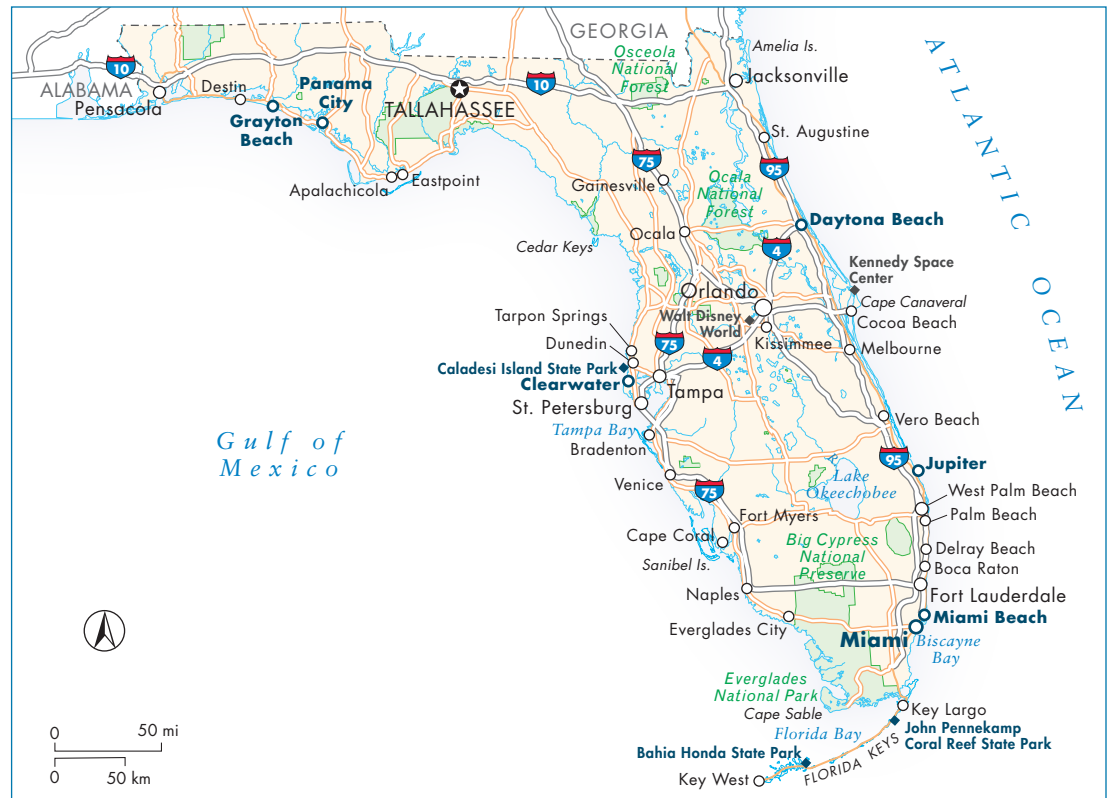 GEORGIA
ALABAMA
10
Pensacola
Destin
Grayton
Beach
Panama
City
TALLAHASSEE
10
Osceola
National
Forest
Amelia Is.
Jacksonville
St. Augustine
95
75
Gainesville
Apalachicola
Eastpoint
Ocala
National
Forest
Daytona Beach
Ocala
4
Cedar Keys
Kennedy Space
Center
Cape Canaveral
Cocoa Beach
Orlando
Walt Disney
World
Kissimmee
Melbourne
Tarpon Springs
Dunedin
75
4
Caladesi Island State Park
Clearwater
Tampa
St. Petersburg
Tampa Bay
Bradenton
Vero Beach
95
Jupiter
Venice
75
Lake
Okeechobee
West Palm Beach
Palm Beach
Fort Myers
Cape Coral
Sanibel Is.
Big Cypress
National
Preserve
Delray Beach
Boca Raton
Naples
Fort Lauderdale
Everglades City
Miami Beach
Miami
Biscayne
Bay
Everglades
National Park
Cape Sable
Key Largo
Florida Bay
John Pennekamp
Coral Reef State Park
Bahia Honda State Park
FLORIDA KEYS
Key West
Gulf of
Mexico
ATLANTIC OCEAN
0 50 mi
0 50 km